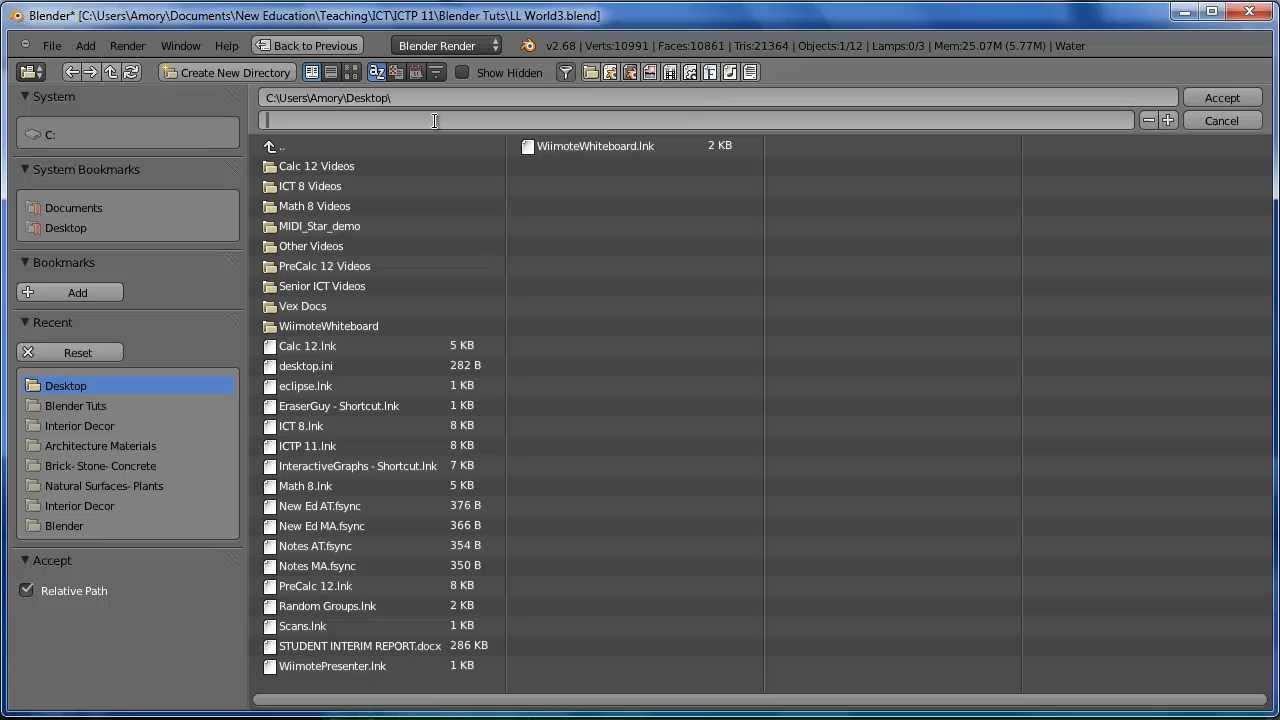 Blender* [C:\Users\Amory\Documents\New Education\Teaching\ICT\ICTP 11\Blender Tuts\LL World3.blend]
File Add Render Window Help Back to Previous Blender Render v2.68 | Verts:10991 | Faces:10861 | Tris:21364 | Objects:1/12 | Lamps:0/3 | Mem:25.07M (5.77M) | Water
Create New Directory Show Hidden
System
C:
System Bookmarks
Documents
Desktop
Bookmarks
Add
Recent
Reset
Desktop
Blender Tuts
Interior Decor
Architecture Materials
Brick- Stone- Concrete
Natural Surfaces- Plants
Interior Decor
Blender
Accept
Relative Path
C:\Users\Amory\Desktop\ Accept
Cancel
..
Calc 12 Videos
ICT 8 Videos
Math 8 Videos
MIDI_Star_demo
Other Videos
PreCalc 12 Videos
Senior ICT Videos
Vex Docs
WiimoteWhiteboard
Calc 12.lnk 5 KB
desktop.ini 282 B
eclipse.lnk 1 KB
EraserGuy - Shortcut.lnk 1 KB
ICT 8.lnk 8 KB
ICTP 11.lnk 8 KB
InteractiveGraphs - Shortcut.lnk 7 KB
Math 8.lnk 5 KB
New Ed AT.fsync 376 B
New Ed MA.fsync 366 B
Notes AT.fsync 354 B
Notes MA.fsync 350 B
PreCalc 12.lnk 8 KB
Random Groups.lnk 2 KB
Scans.lnk 1 KB
STUDENT INTERIM REPORT.docx 286 KB
WiimotePresenter.lnk 1 KB
WiimoteWhiteboard.lnk 2 KB